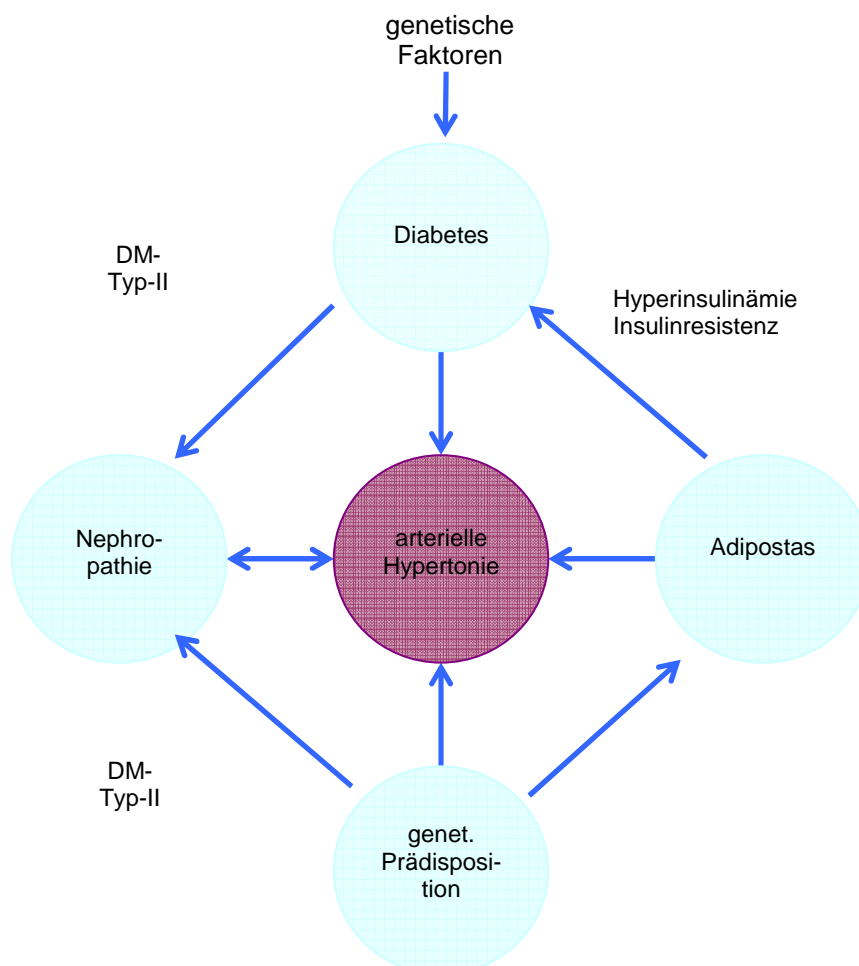 genetische
Faktoren
Diabetes
DM-
Typ-II
Hyperinsulinämie
Insulinresistenz
Nephro-
pathie
arterielle
Hypertonie
Adipostas
DM-
Typ-II
genet.
Prädisposi-
tion